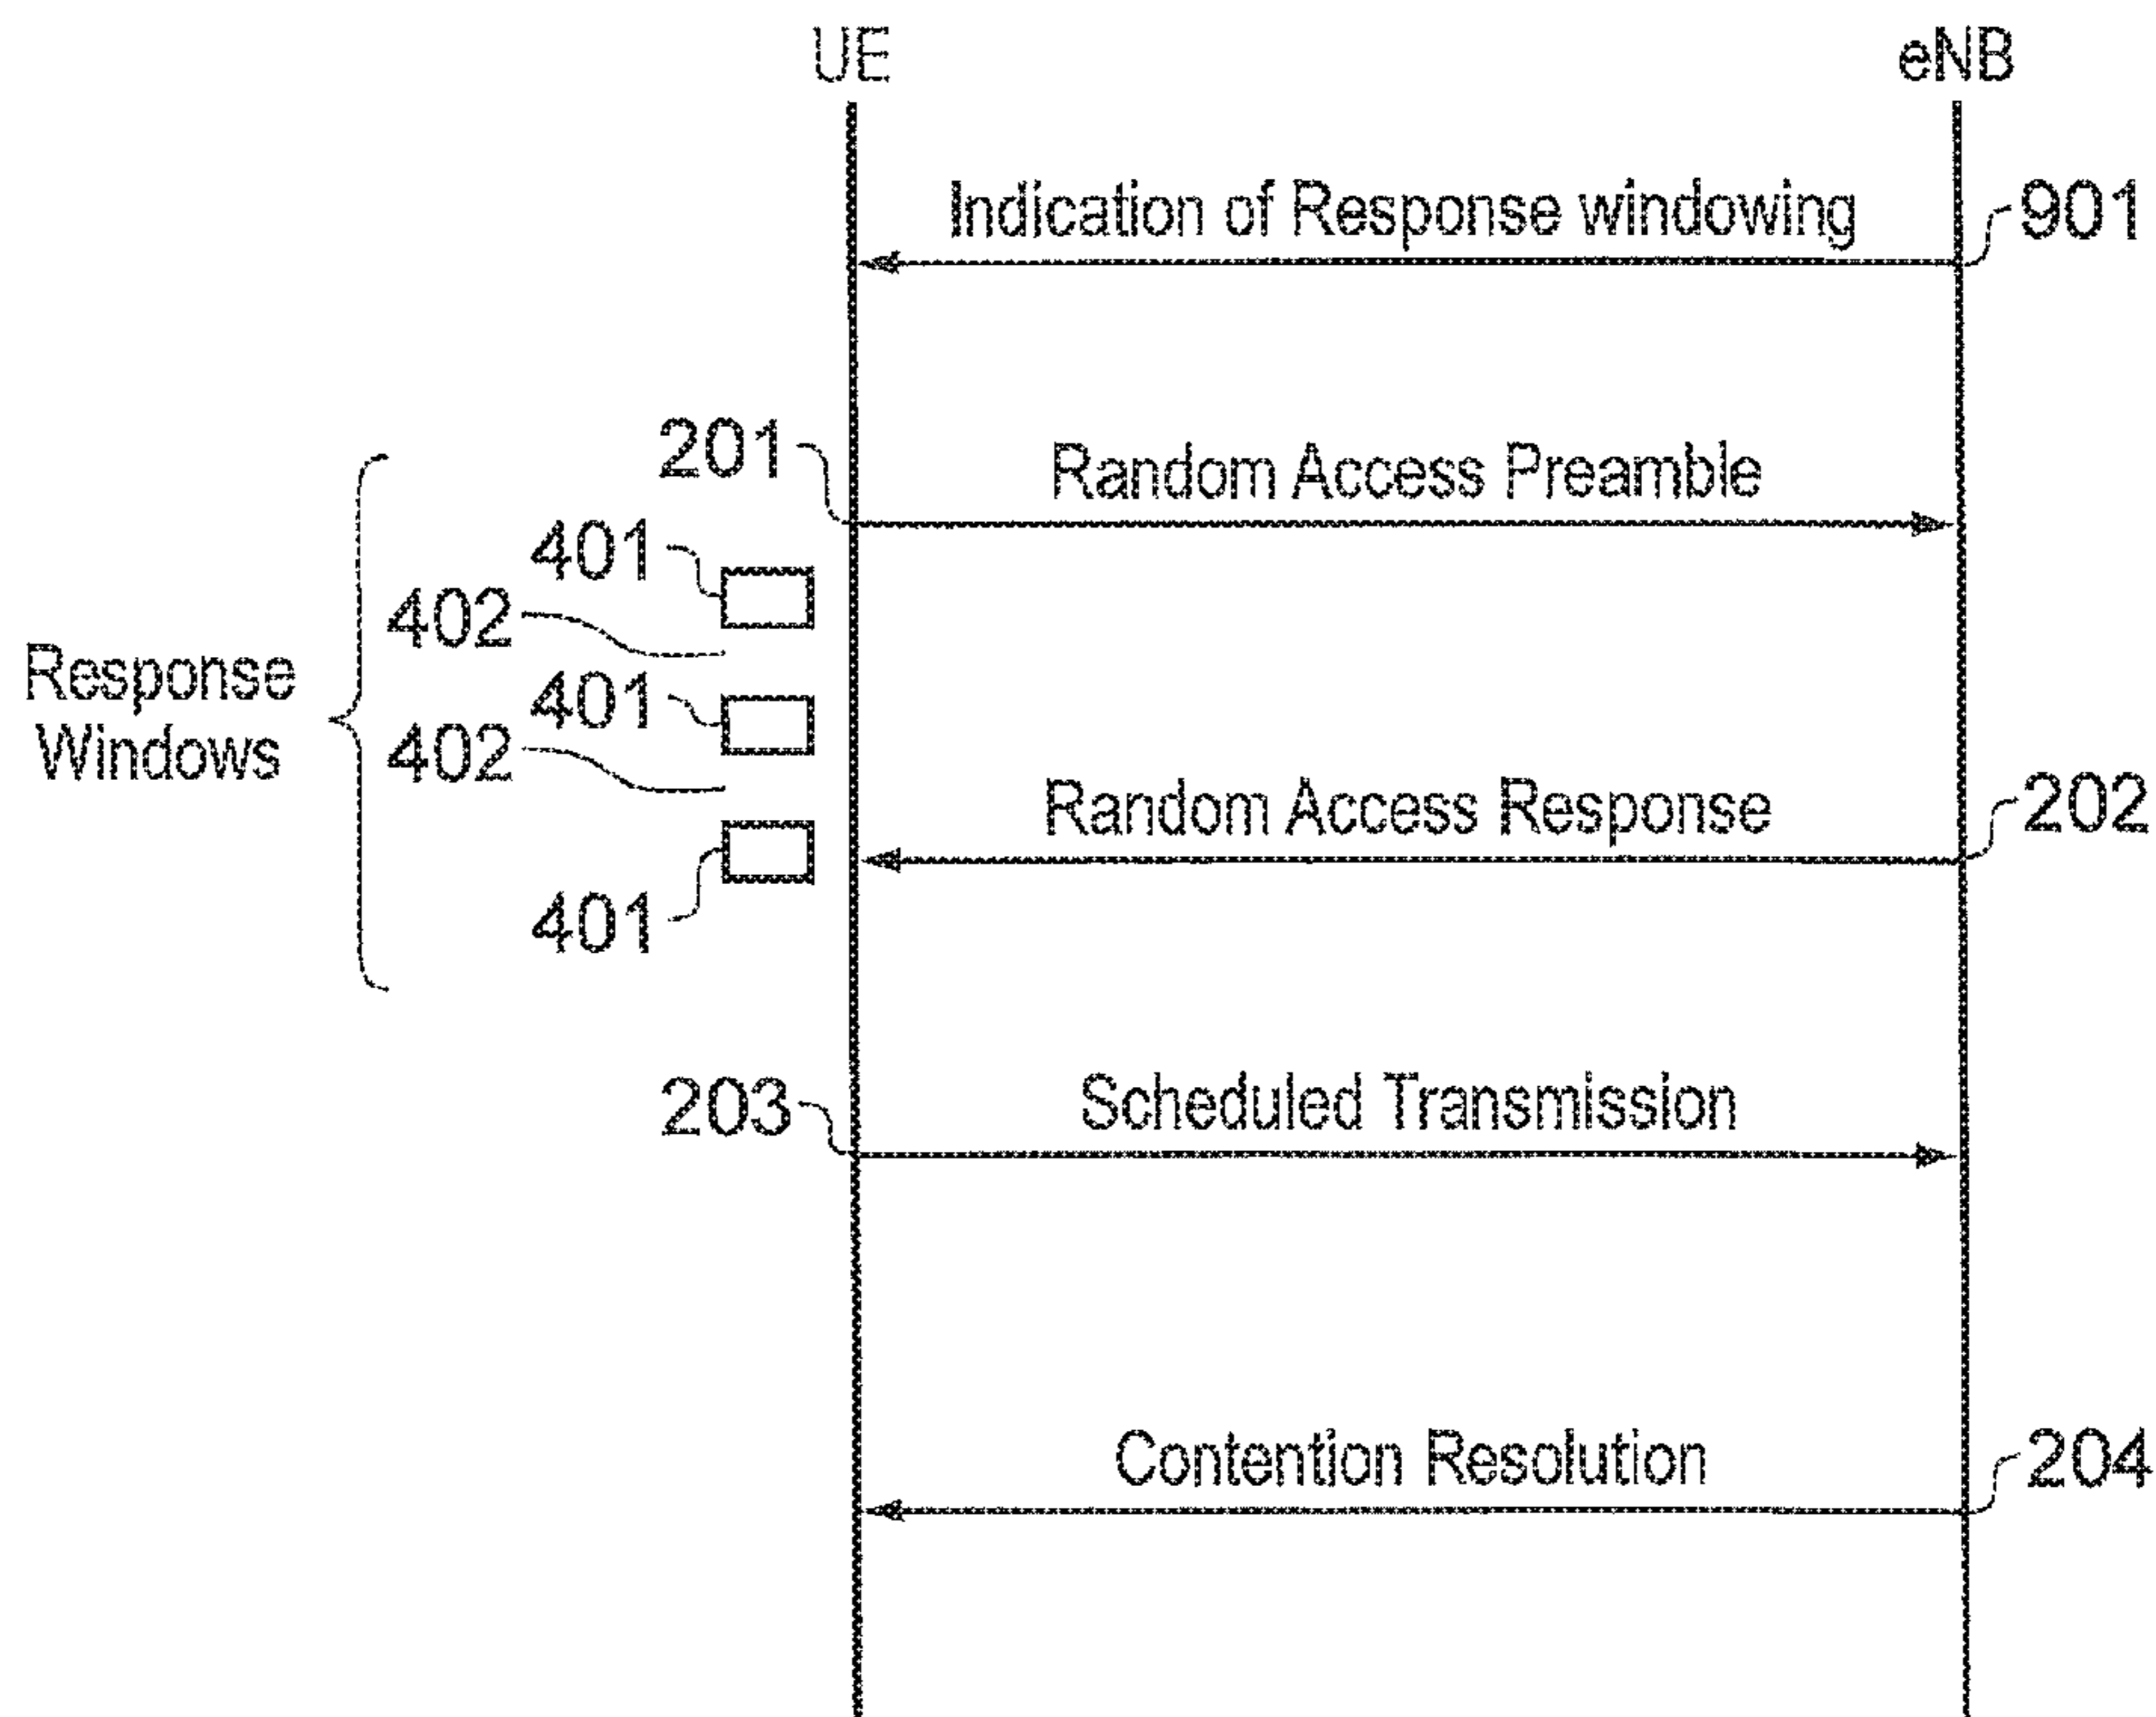 UE
eNB
Indication of Response windowing
901
201
Random Access Preamble
401
402
Response
Windows
401
402
Random Access Response
202
401
203
Scheduled Transmission
Contention Resolution
204